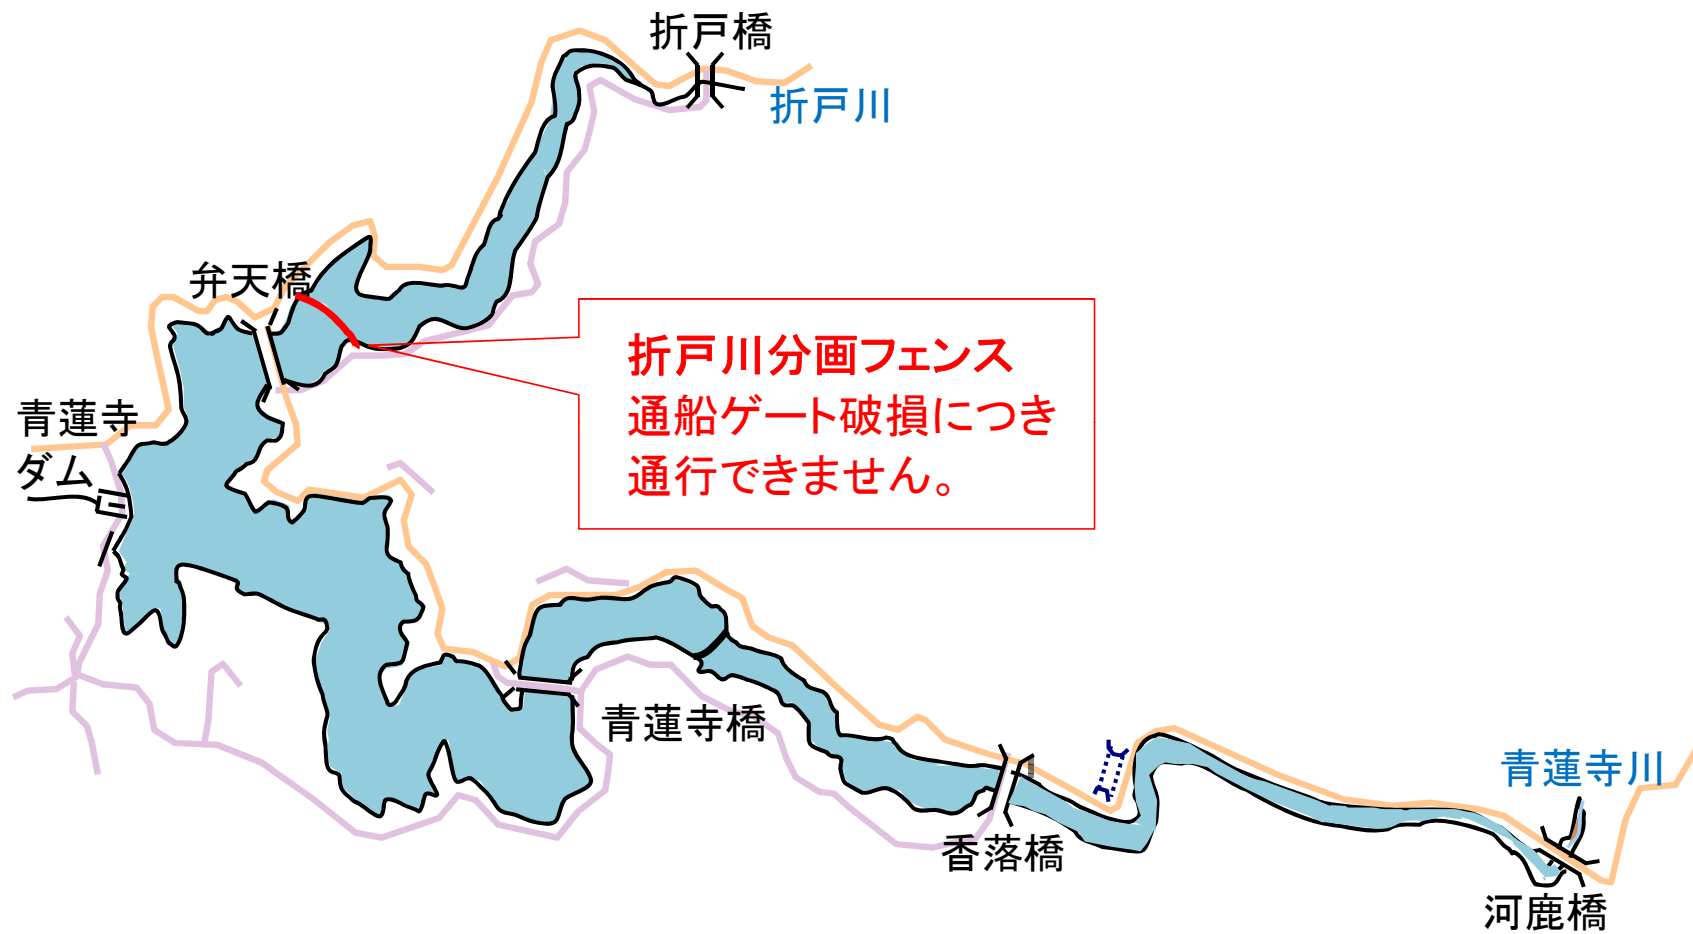 折戸橋
折戸川
弁天橋
折戸川分画フェンス
通船ゲート破損につき
通行できません。
青蓮寺
ダム
青蓮寺橋
青蓮寺川
香落橋
河鹿橋